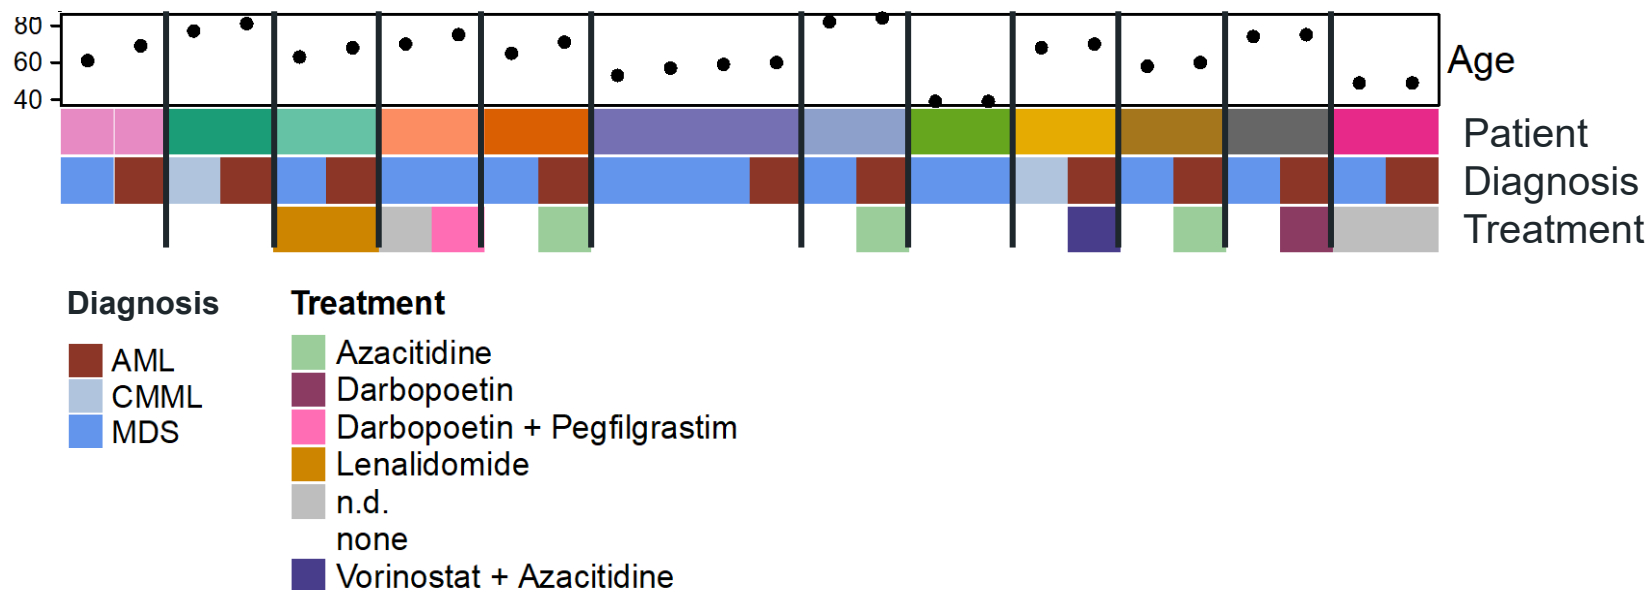 80
60
40
Age
Patient
Diagnosis
Treatment
Diagnosis
AML
CMML
MDS
Treatment
Azacitidine
Darbopoetin
Darbopoetin + Pegfilgrastim
Lenalidomide
n.d.
none
Vorinostat + Azacitidine